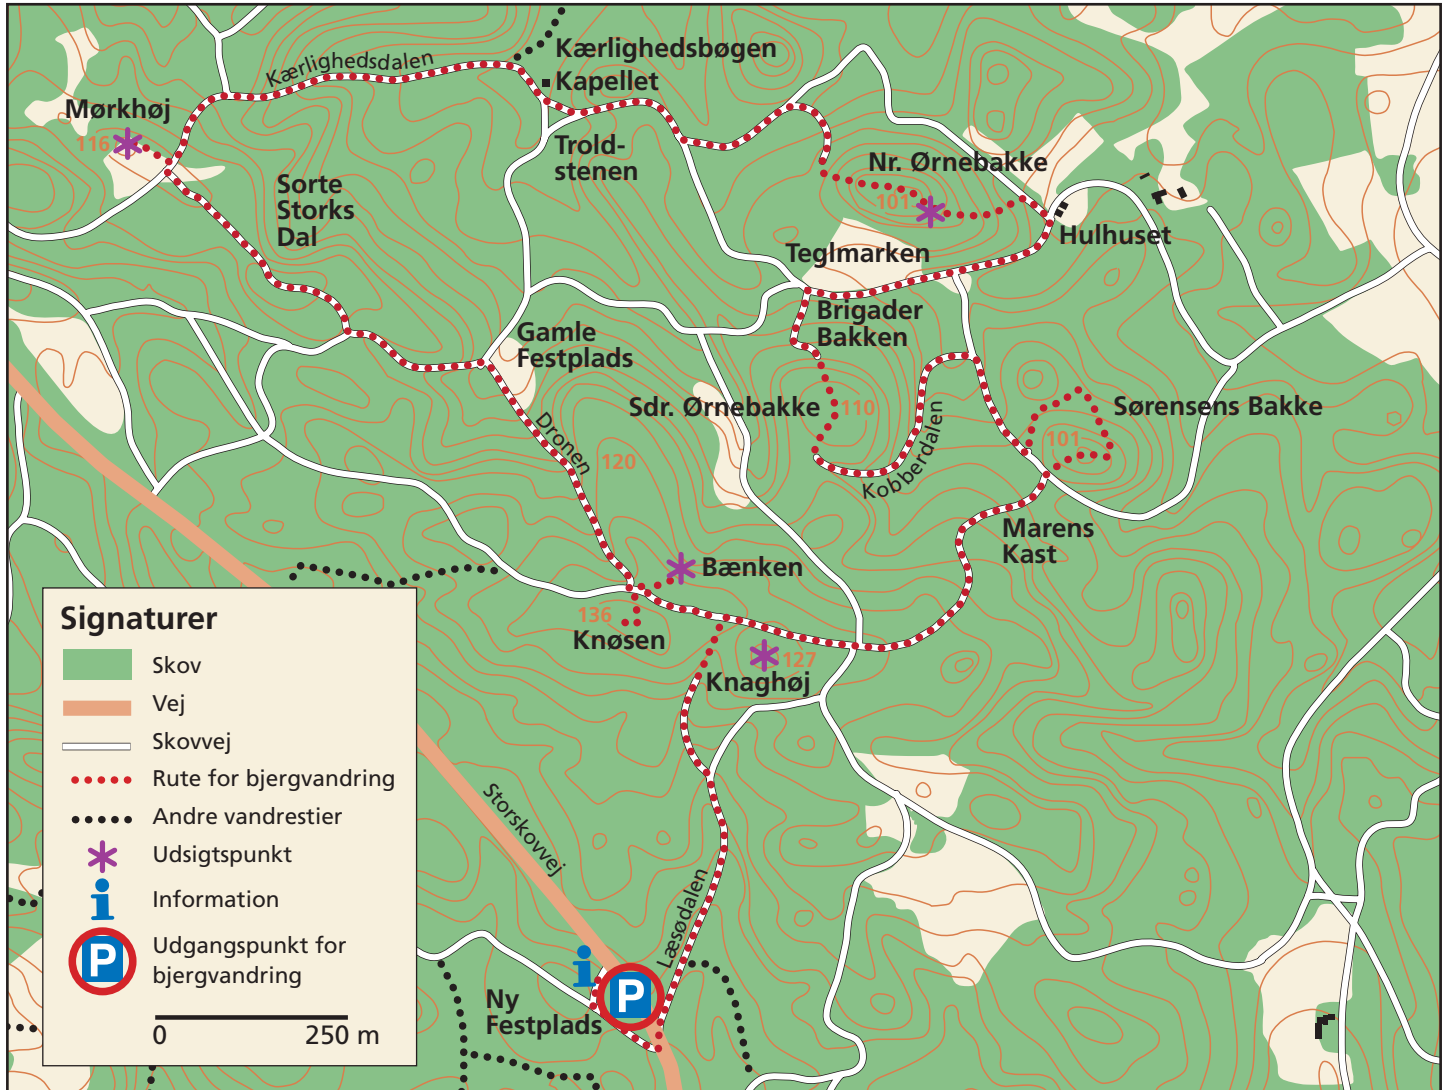 Kærlighedsdalen
Kærlighedsbøgen
Kapellet
Mørkhøj
116
Trold-
stenen
Nr. Ørnebakke
101
Sorte
Storks
Dal
Hulhuset
Teglmarken
Brigader
Bakken
Gamle
Festplads
Sdr. Ørnebakke
110
Sørensens Bakke
101
Dronen
120
Kobberdalen
Marens
Kast
Bænken
136
Knøsen
127
Knaghøj
Storskovvej
Læsødalen
Ny
Festplads
P
Signaturer
Skov
Vej
Skovvej
Rute for bjergvandring
Andre vandrestier
Udsigtspunkt
Information
P
Udgangspunkt for
bjergvandring
0 250 m